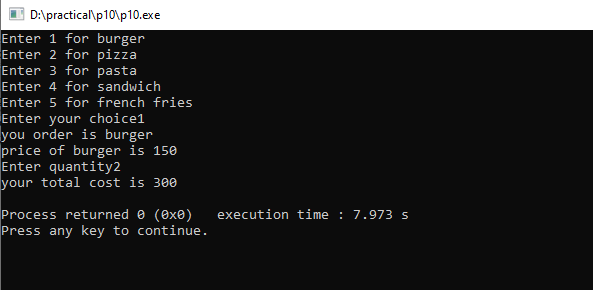 D:\practical\p10\p10.exe
Enter 1 for burger
Enter 2 for pizza
Enter 3 for pasta
Enter 4 for sandwich
Enter 5 for french fries
Enter your choice1
you order is burger
price of burger is 150
Enter quantity2
your total cost is 300
Process returned 0 (0x0)   execution time : 7.973 s
Press any key to continue.